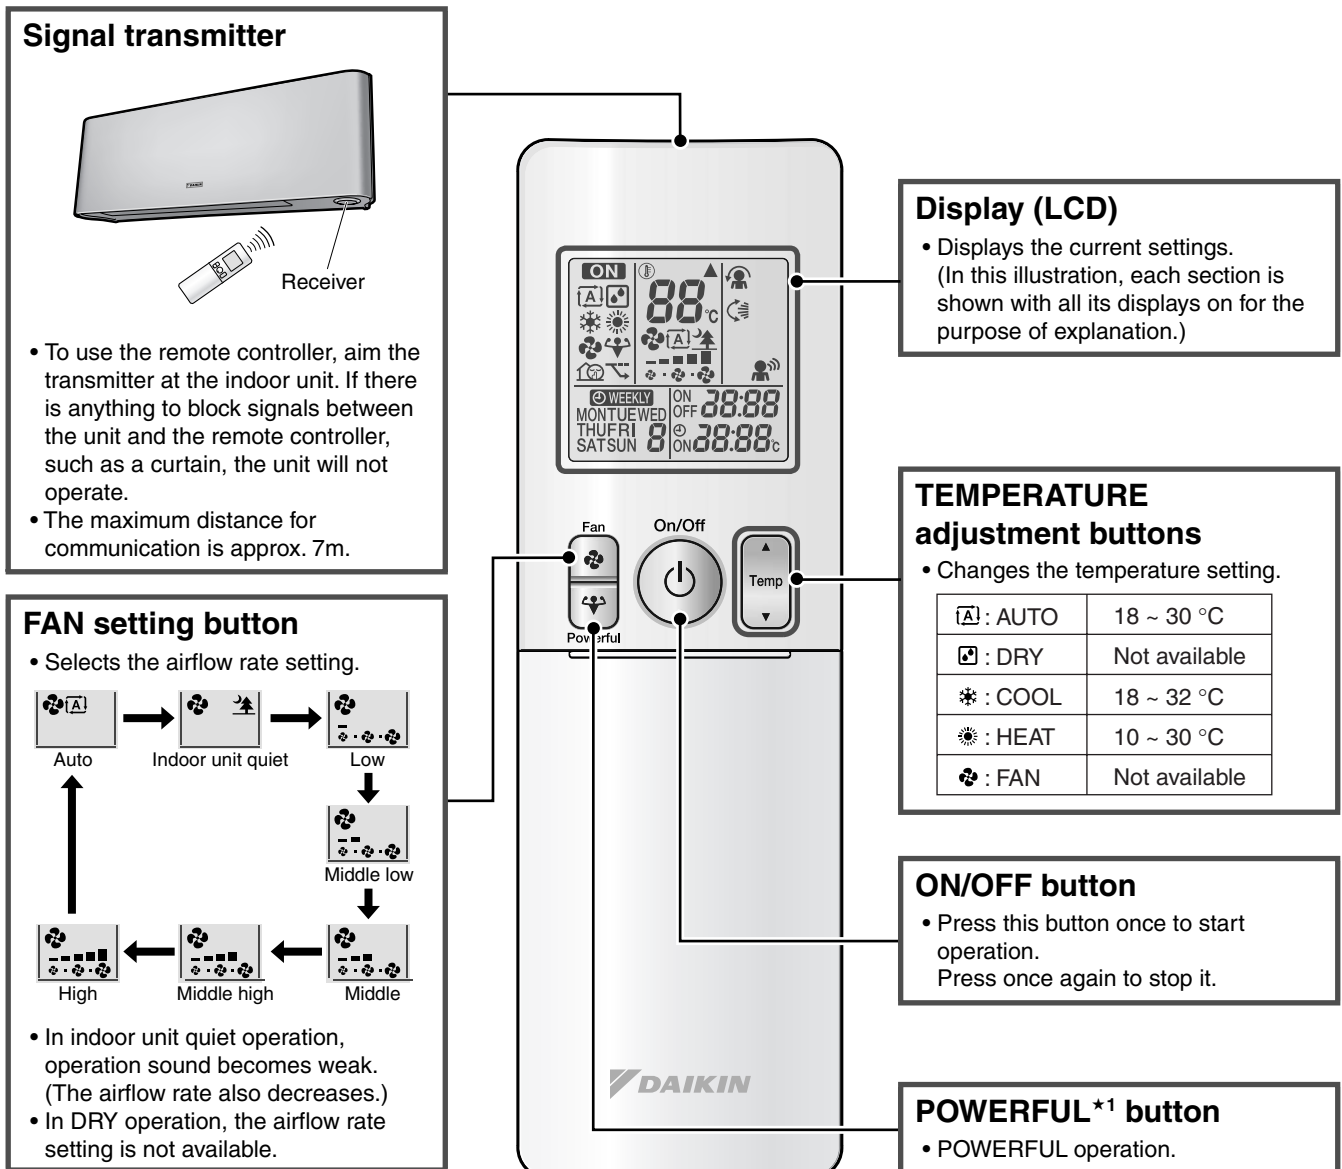 Signal transmitter
DAIKIN
Receiver
• To use the remote controller, aim the
transmitter at the indoor unit. If there
is anything to block signals between
the unit and the remote controller,
such as a curtain, the unit will not
operate.
• The maximum distance for
communication is approx. 7m.
FAN setting button
• Selects the airflow rate setting.
A
Auto
Indoor unit quiet
Low
Middle low
High
Middle high
Middle
• In indoor unit quiet operation,
operation sound becomes weak.
(The airflow rate also decreases.)
• In DRY operation, the airflow rate
setting is not available.
ON
A
88 °C
A
WEEKLY
MON TUE WED
THU FRI
SAT SUN
8
ON
OFF 88:88
ON 88:88 °C
Fan
On/Off
Temp
Powerful
DAIKIN
Display (LCD)
• Displays the current settings.
(In this illustration, each section is
shown with all its displays on for the
purpose of explanation.)
TEMPERATURE
adjustment buttons
• Changes the temperature setting.
A : AUTO 18 ~ 30 °C
: DRY Not available
: COOL 18 ~ 32 °C
: HEAT 10 ~ 30 °C
: FAN Not available
ON/OFF button
• Press this button once to start
operation.
Press once again to stop it.
POWERFUL★1 button
• POWERFUL operation.